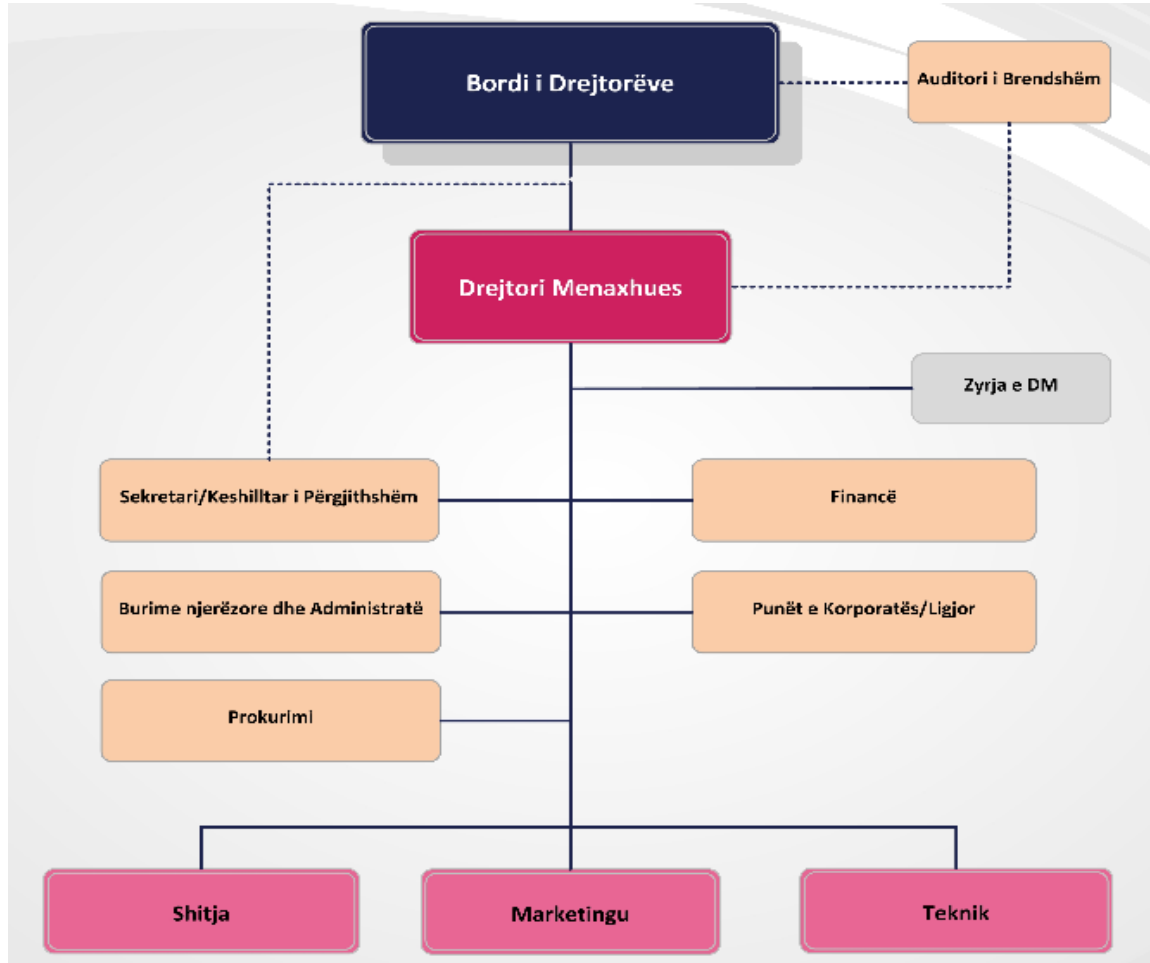 Bordi i Drejtorëve
Auditori i Brendshëm
Drejtori Menaxhues
Zyrja e DM
Sekretari/Keshilltar i Përgjithshëm
Financë
Burime njerëzore dhe Administratë
Punët e Korporatës/Ligjor
Prokurimi
Shitja
Marketingu
Teknik